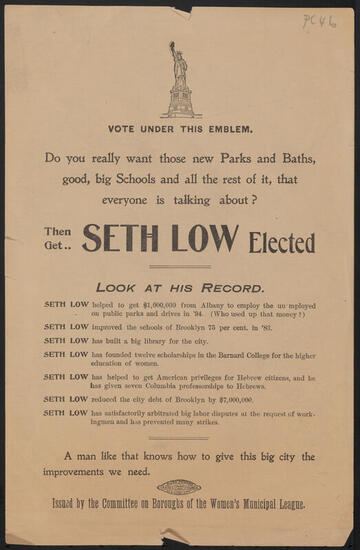 PC46
VOTE UNDER THIS EMBLEM.
Do you really want those new Parks and Baths,
good, big Schools and all the rest of it, that
everyone is talking about?
Then
Get.. SETH LOW Elected
LOOK AT HIS RECORD.
SETH LOW helped to get $1,000,000 from Albany to employ the unemployed
on public parks and drives in '94. (Who used up that money?)
SETH LOW improved the schools of Brooklyn 75 per cent. in '83.
SETH LOW has built a big library for the city.
SETH LOW has founded twelve scholarships in the Barnard College for the higher
education of women.
SETH LOW has helped to get American privileges for Hebrew citizens, and he
has given seven Columbia professorships to Hebrews.
SETH LOW reduced the city debt of Brooklyn by $7,000,000.
SETH LOW has satisfactorily arbitrated big labor disputes at the request of work-
ingmen and has prevented many strikes.
A man like that knows how to give this big city the
improvements we need.
Issued by the Committee on Boroughs of the Women's Municipal League.